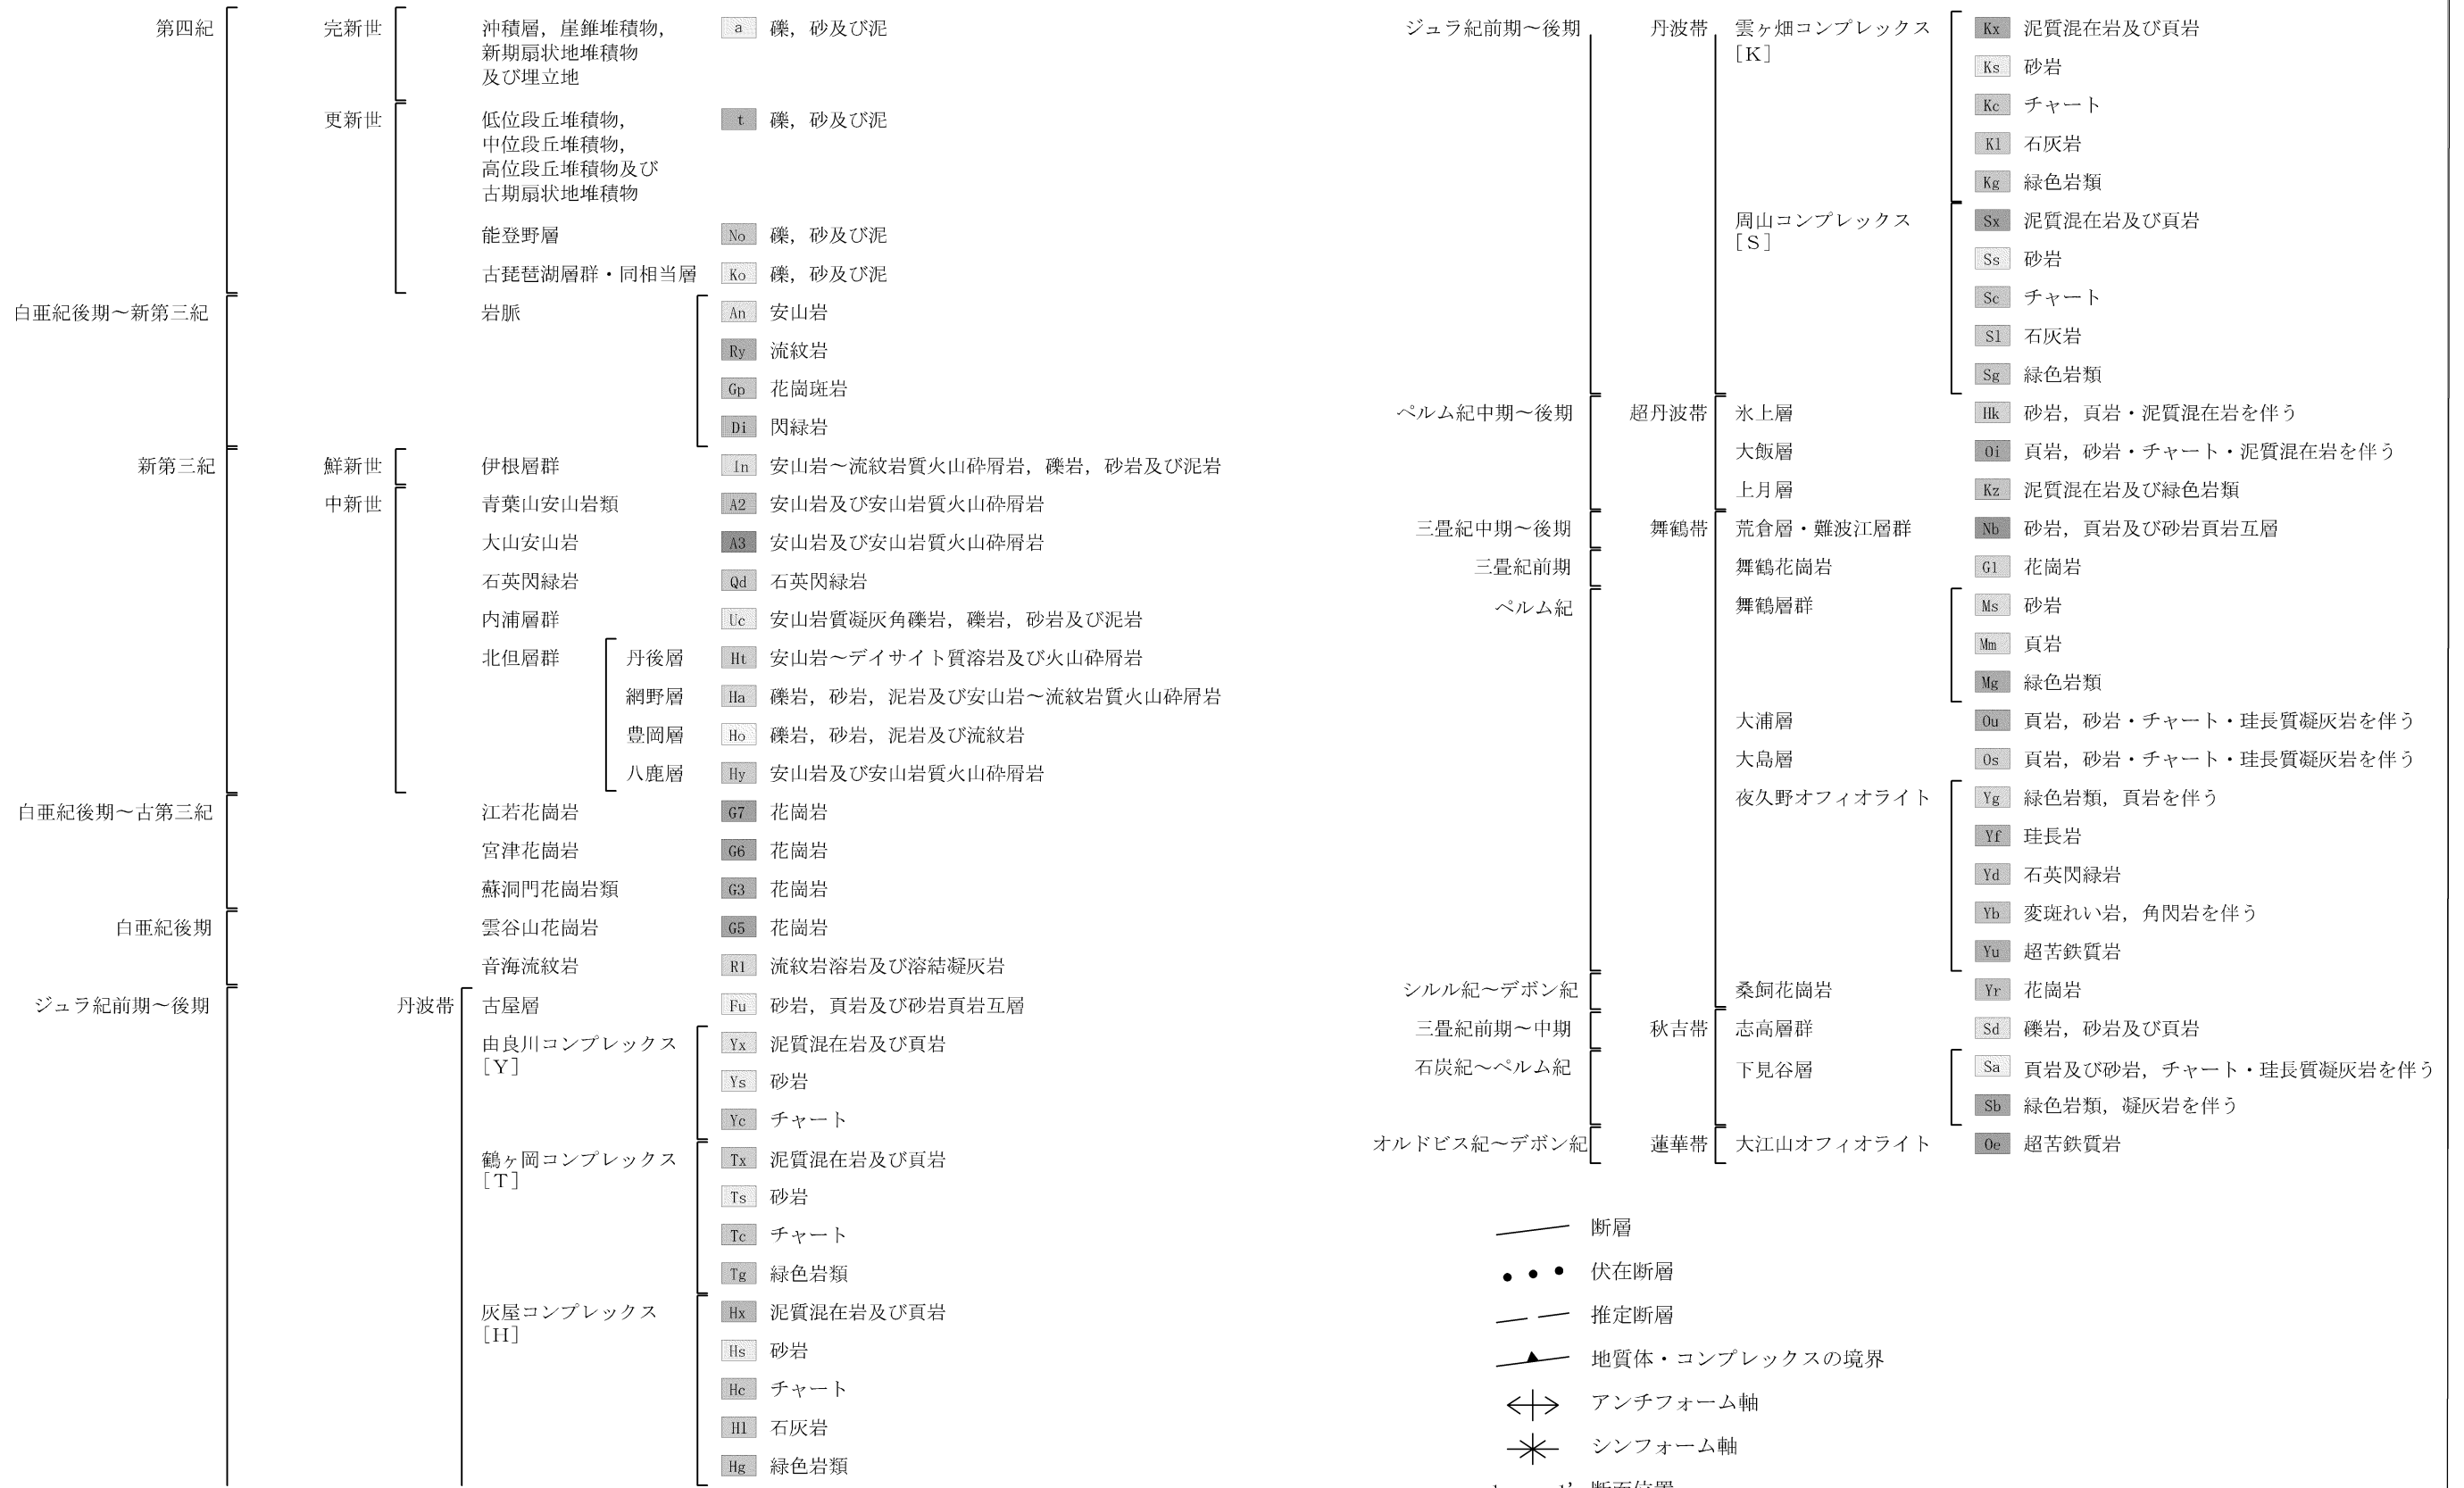 第四紀 完新世 沖積層，崖錐堆積物， a 礫，砂及び泥
新期扇状地堆積物
及び埋立地
更新世 低位段丘堆積物， t 礫，砂及び泥
中位段丘堆積物，
高位段丘堆積物及び
古期扇状地堆積物
能登野層 No 礫，砂及び泥
古琵琶湖層群・同相当層 Ko 礫，砂及び泥
白亜紀後期～新第三紀 岩脈 An 安山岩
Ry 流紋岩
Gp 花崗斑岩
Di 閃緑岩
新第三紀 鮮新世 伊根層群 In 安山岩～流紋岩質火山砕屑岩，礫岩，砂岩及び泥岩
中新世 青葉山安山岩類 A2 安山岩及び安山岩質火山砕屑岩
大山安山岩 A3 安山岩及び安山岩質火山砕屑岩
石英閃緑岩 Qd 石英閃緑岩
内浦層群 Uc 安山岩質凝灰角礫岩，礫岩，砂岩及び泥岩
北但層群 丹後層 Ht 安山岩～デイサイト質溶岩及び火山砕屑岩
網野層 Ha 礫岩，砂岩，泥岩及び安山岩～流紋岩質火山砕屑岩
豊岡層 Ho 礫岩，砂岩，泥岩及び流紋岩
八鹿層 Hy 安山岩及び安山岩質火山砕屑岩
白亜紀後期～古第三紀 江若花崗岩 G7 花崗岩
宮津花崗岩 G6 花崗岩
蘇洞門花崗岩類 G3 花崗岩
白亜紀後期 雲谷山花崗岩 G5 花崗岩
音海流紋岩 R1 流紋岩溶岩及び溶結凝灰岩
ジュラ紀前期～後期 丹波帯 古屋層 Fu 砂岩，頁岩及び砂岩頁岩互層
由良川コンプレックス Yx 泥質混在岩及び頁岩
［Y］
Ys 砂岩
Yc チャート
鶴ヶ岡コンプレックス Tx 泥質混在岩及び頁岩
［T］
Ts 砂岩
Tc チャート
Tg 緑色岩類
灰屋コンプレックス Hx 泥質混在岩及び頁岩
［H］
Hs 砂岩
Hc チャート
Hl 石灰岩
Hg 緑色岩類
ジュラ紀前期～後期 丹波帯 雲ヶ畑コンプレックス Kx 泥質混在岩及び頁岩
［K］
Ks 砂岩
Kc チャート
Kl 石灰岩
Kg 緑色岩類
周山コンプレックス Sx 泥質混在岩及び頁岩
［S］
Ss 砂岩
Sc チャート
Sl 石灰岩
Sg 緑色岩類
ペルム紀中期～後期 超丹波帯 氷上層 Hk 砂岩，頁岩・泥質混在岩を伴う
大飯層 Oi 頁岩，砂岩・チャート・泥質混在岩を伴う
上月層 Kz 泥質混在岩及び緑色岩類
三畳紀中期～後期 舞鶴帯 荒倉層・難波江層群 Nb 砂岩，頁岩及び砂岩頁岩互層
三畳紀前期 舞鶴花崗岩 G1 花崗岩
ペルム紀 舞鶴層群 Ms 砂岩
Mm 頁岩
Mg 緑色岩類
大浦層 Ou 頁岩，砂岩・チャート・珪長質凝灰岩を伴う
大島層 Os 頁岩，砂岩・チャート・珪長質凝灰岩を伴う
夜久野オフィオライト Yg 緑色岩類，頁岩を伴う
Yf 珪長岩
Yd 石英閃緑岩
Yb 変斑れい岩，角閃岩を伴う
Yu 超苦鉄質岩
シルル紀～デボン紀 桑飼花崗岩 Yr 花崗岩
三畳紀前期～中期 秋吉帯 志高層群 Sd 礫岩，砂岩及び頁岩
石炭紀～ペルム紀 下見谷層 Sa 頁岩及び砂岩，チャート・珪長質凝灰岩を伴う
Sb 緑色岩類，凝灰岩を伴う
オルドビス紀～デボン紀 蓮華帯 大江山オフィオライト Oe 超苦鉄質岩
断層
伏在断層
推定断層
地質体・コンプレックスの境界
アンチフォーム軸
シンフォーム軸